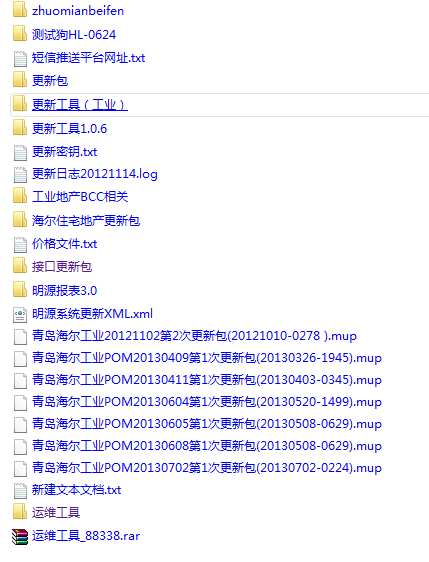 zhuomianbeifen
测试狗HL-0624
短信推送平台网址.txt
更新包
更新工具（工业）
更新工具1.0.6
更新密钥.txt
更新日志20121114.log
工业地产BCC相关
海尔住宅地产更新包
价格文件.txt
接口更新包
明源报表3.0
明源系统更新XML.xml
青岛海尔工业20121102第2次更新包(20121010-0278 ).mup
青岛海尔工业POM20130409第1次更新包(20130326-1945).mup
青岛海尔工业POM20130411第1次更新包(20130403-0345).mup
青岛海尔工业POM20130604第1次更新包(20130520-1499).mup
青岛海尔工业POM20130605第1次更新包(20130508-0629).mup
青岛海尔工业POM20130608第1次更新包(20130508-0629).mup
青岛海尔工业POM20130702第1次更新包(20130702-0224).mup
新建文本文档.txt
运维工具
运维工具_88338.rar